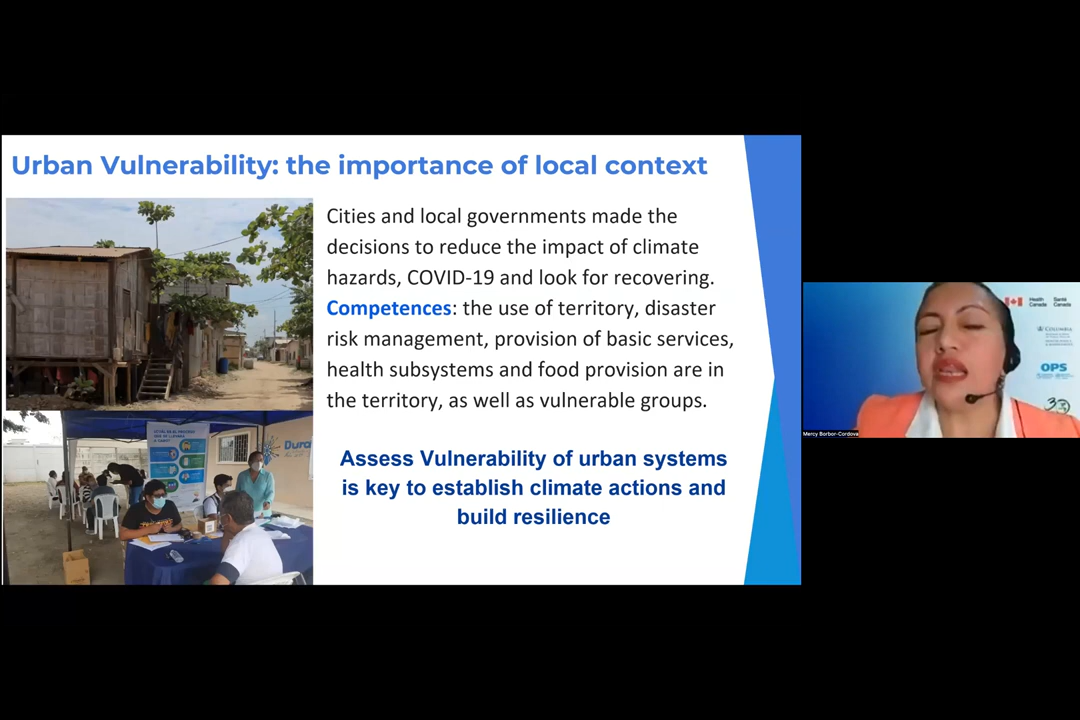 Urban Vulnerability: the importance of local context
Cities and local governments made the
decisions to reduce the impact of climate
hazards, COVID-19 and look for recovering.
Competences: the use of territory, disaster
risk management, provision of basic services,
health subsystems and food provision are in
the territory, as well as vulnerable groups.
Assess Vulnerability of urban systems
is key to establish climate actions and
build resilience
Dura
Health Santé
Canada Canada
COLUMBIA
OPS
Mercy Borbor-Cordova